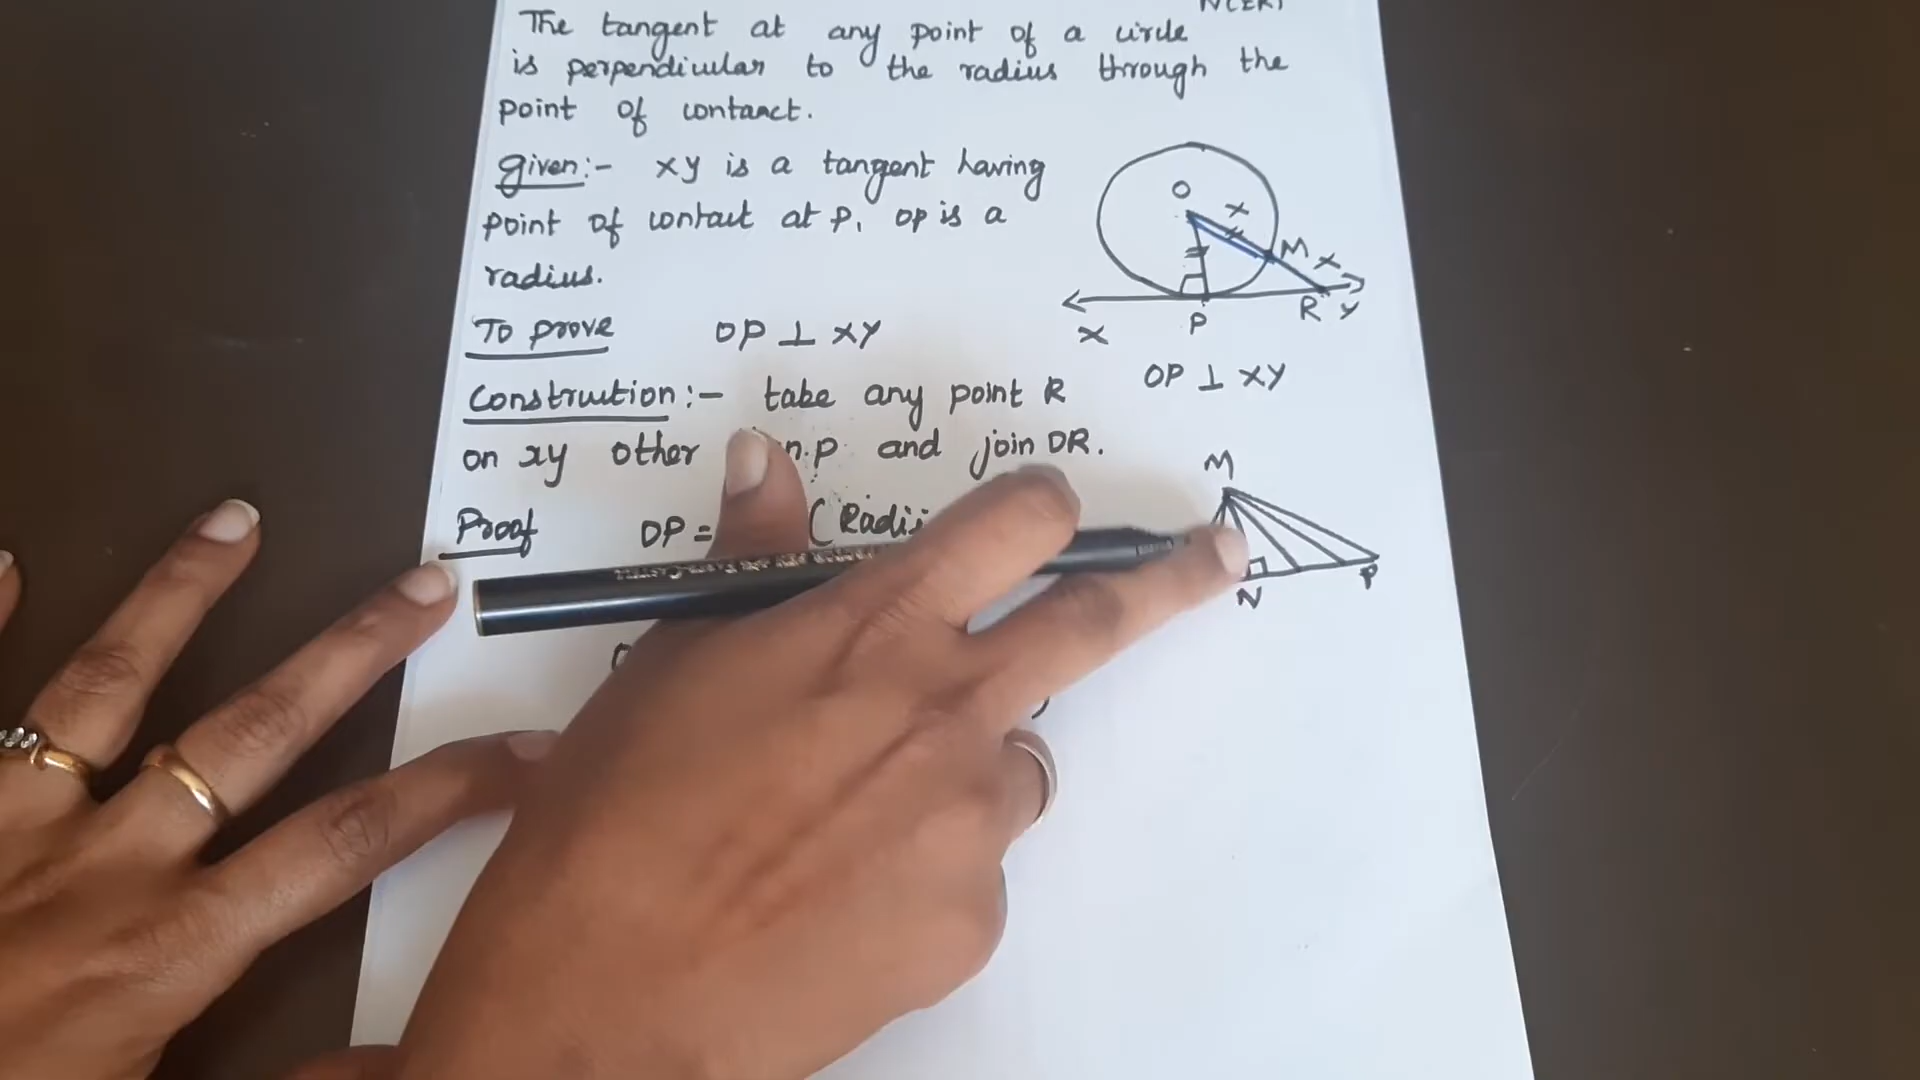 NCERT
The tangent at any point of a circle
is perpendicular to the radius through the
point of contanct.
Given:- XY is a tangent having
point of contact at P, OP is a
radius.
To prove OP ⊥ XY
Construction:- take any point R
on xy other P and join OR.
Proof OP = (Radii
O
x
M
x
R
y
P
x
OP ⊥ XY
M
N
P